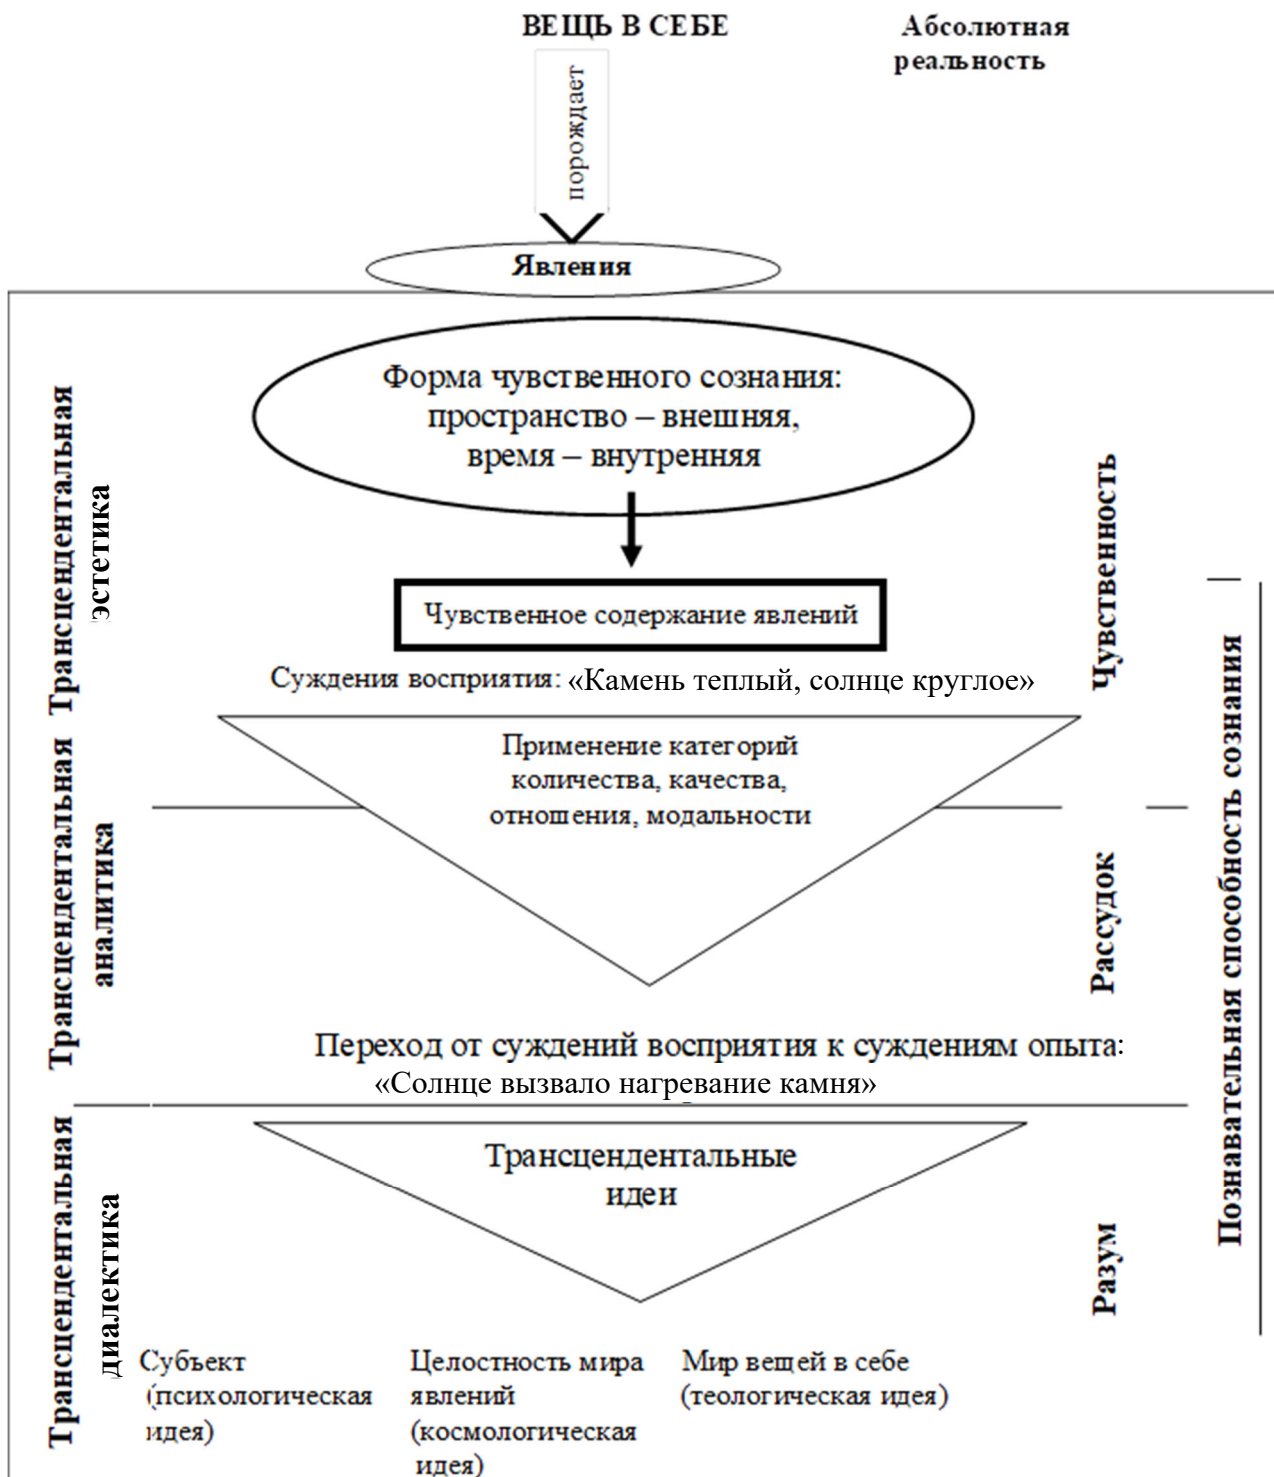 ВЕЩЬ В СЕБЕ
Абсолютная
реальность
порождает
Явления
Форма чувственного сознания:
пространство – внешняя,
время – внутренняя
Трансцендентальная
эстетика
Чувственность
Чувственное содержание явлений
Суждения восприятия: «Камень теплый, солнце круглое»
Применение категорий
количества, качества,
отношения, модальности
Трансцендентальная
аналитика
Рассудок
Познавательная способность сознания
Переход от суждений восприятия к суждениям опыта:
«Солнце вызвало нагревание камня»
Трансцендентальные
идеи
Трансцендентальная
диалектика
Разум
Субъект
(психологическая
идея)
Целостность мира
явлений
(космологическая
идея)
Мир вещей в себе
(теологическая идея)